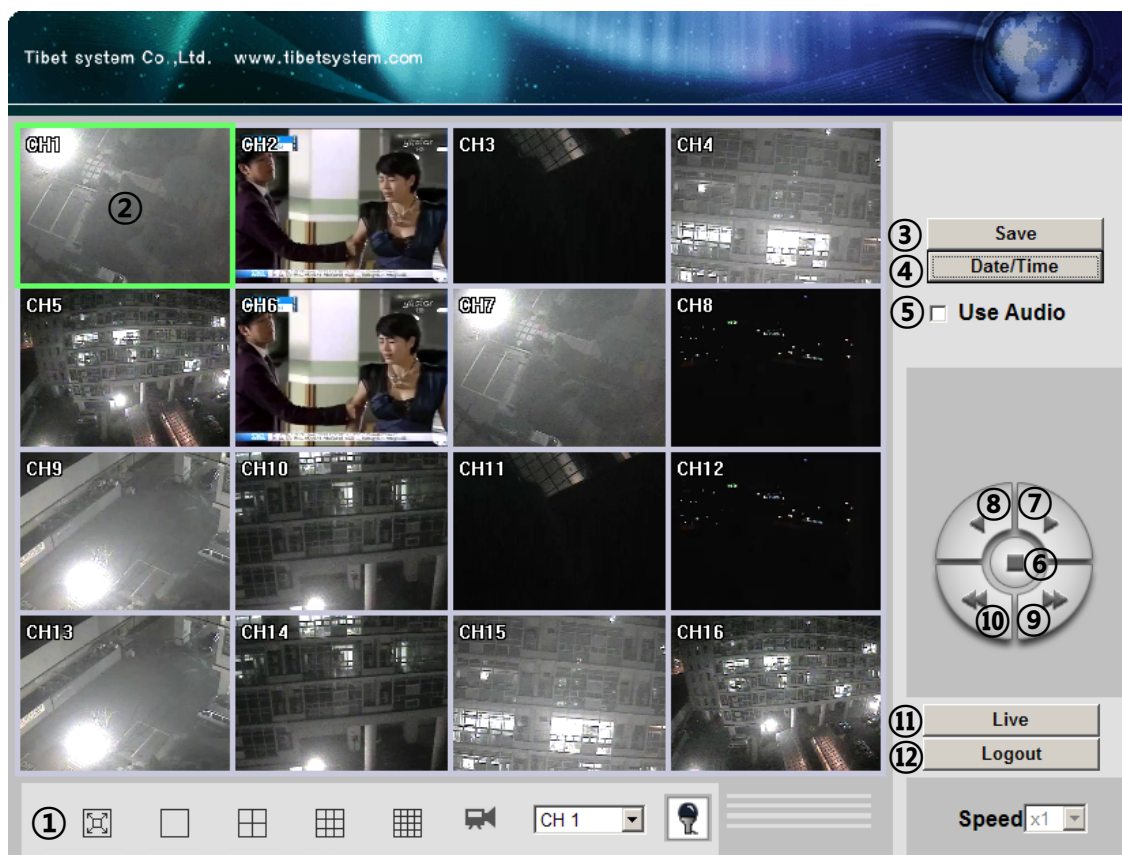 Tibet system Co.,Ltd. www.tibetsystem.com
CH1 CH2 CH3 CH4
②
③ Save
④ Date/Time
⑤ Use Audio
CH5 CH6 CH7 CH8
CH9 CH10 CH11 CH12
⑧ ⑦
⑥
⑩ ⑨
CH13 CH14 CH15 CH16
⑪ Live
⑫ Logout
① CH 1
Speed x1